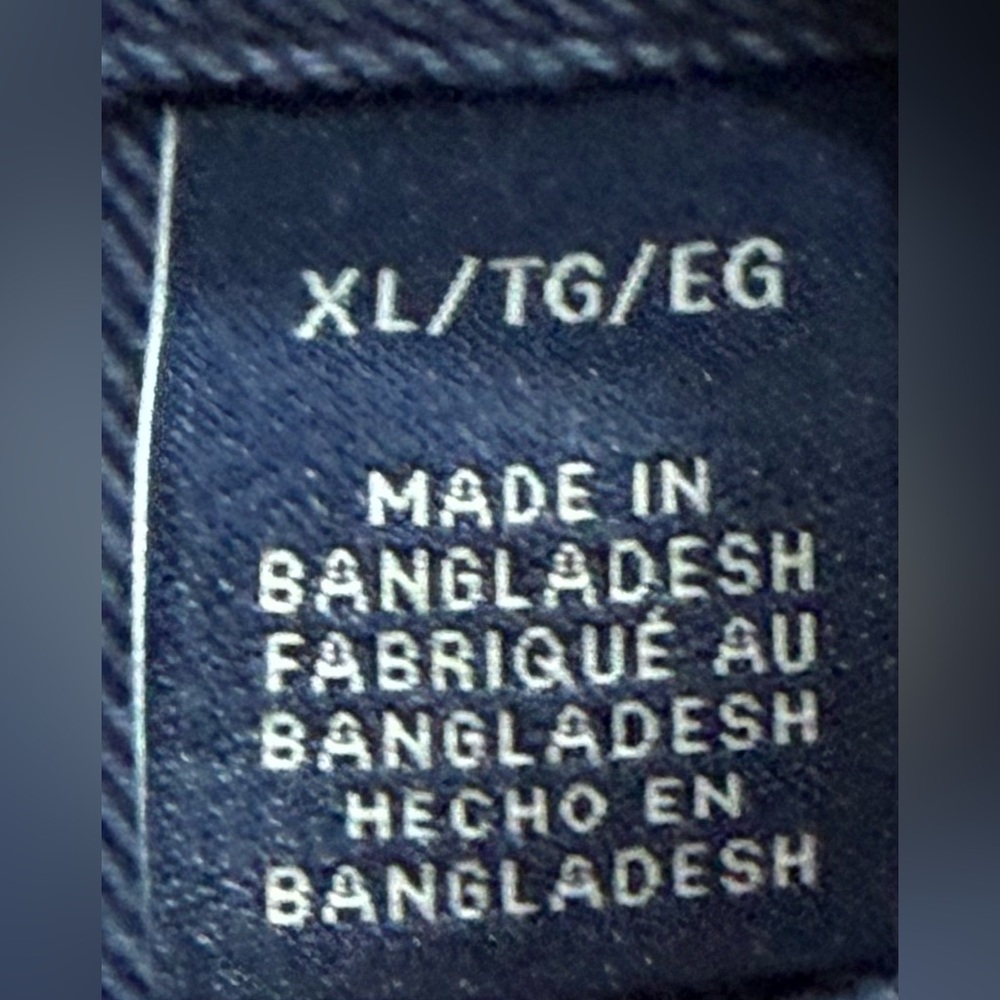 XL/TG/EG
MADE IN
BANGLADESH
FABRIQUÉ AU
BANGLADESH
HECHO EN
BANGLADESH